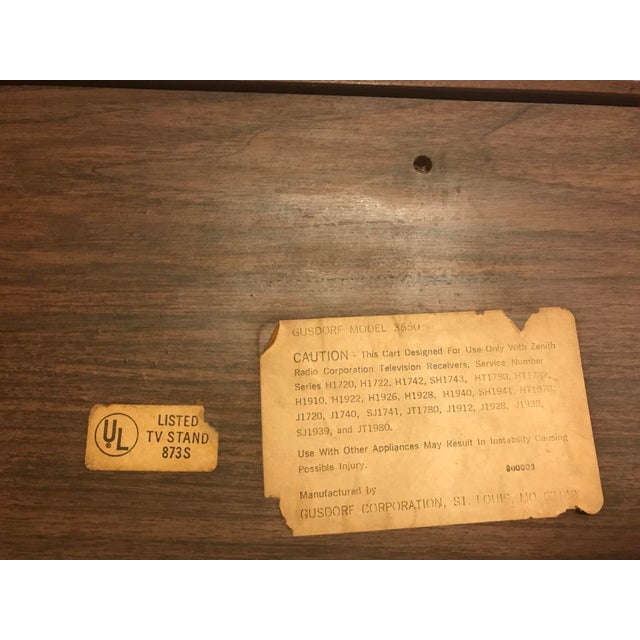 GUSDORF MODEL 3650
CAUTION - This Cart Designed For Use Only With Zenith
Radio Corporation Television Receivers, Service Number
Series H1720, H1722, H1742, SH1743, HT1780, HT1782,
H1910, H1922, H1926, H1928, H1940, SH1941, HT1978,
J1720, J1740, SJ1741, JT1780, J1912, J1928, J1938,
SJ1939, and JT1980.
Use With Other Appliances May Result In Instability Causing
Possible Injury.
Manufactured by
GUSDORF CORPORATION, ST. LOUIS, MO.
UL
LISTED
TV STAND
873S